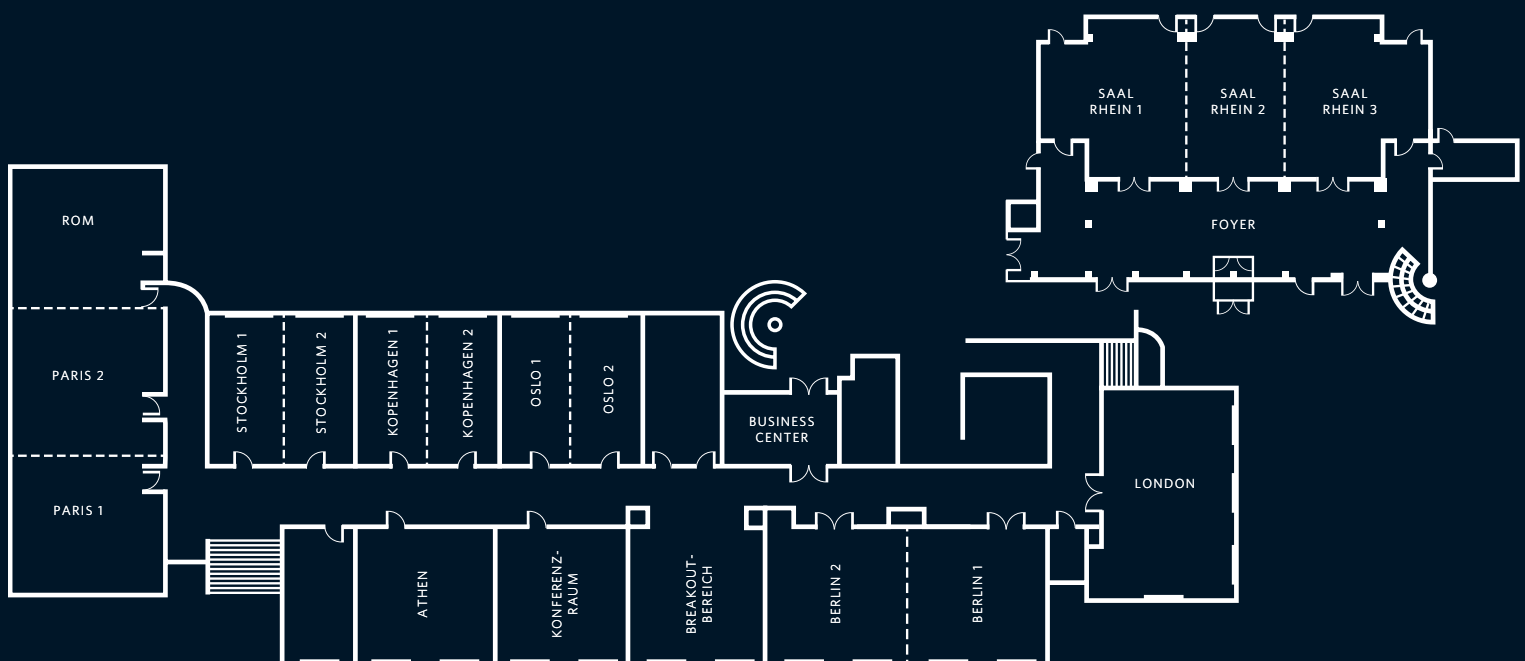 SAAL
RHEIN 1
SAAL
RHEIN 2
SAAL
RHEIN 3
FOYER
ROM
PARIS 2
PARIS 1
STOCKHOLM 1
STOCKHOLM 2
KOPENHAGEN 1
KOPENHAGEN 2
OSLO 1
OSLO 2
BUSINESS
CENTER
LONDON
ATHEN
KONFERENZ-
RAUM
BREAKOUT-
BEREICH
BERLIN 2
BERLIN 1